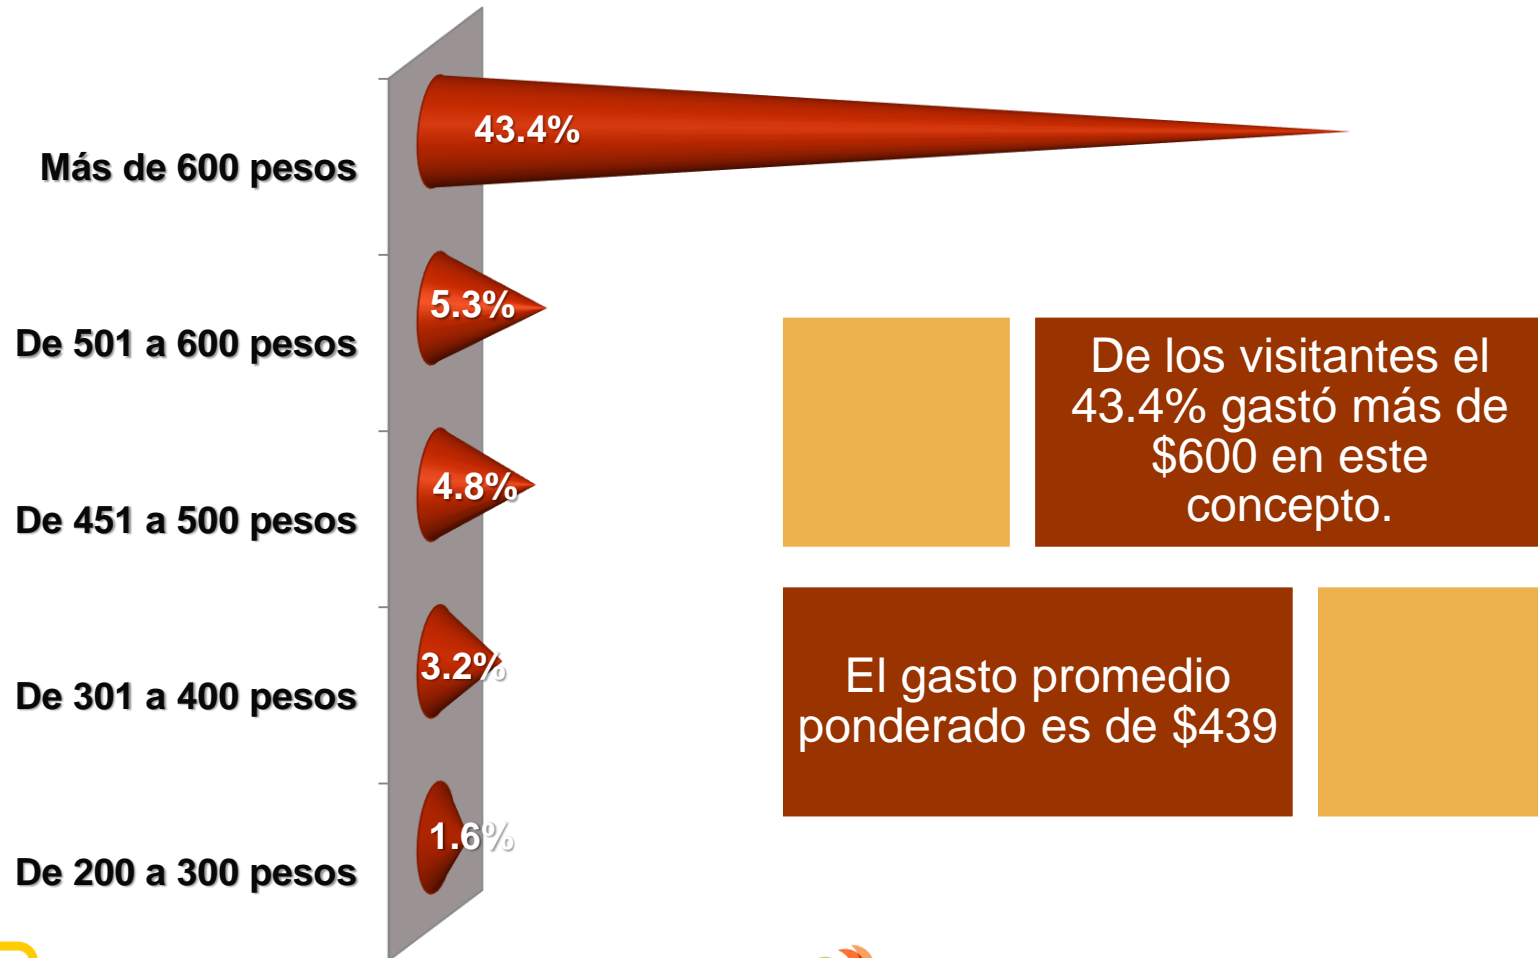 43.4%
Más de 600 pesos
5.3%
De 501 a 600 pesos
4.8%
De 451 a 500 pesos
3.2%
De 301 a 400 pesos
1.6%
De 200 a 300 pesos
De los visitantes el
43.4% gastó más de
$600 en este
concepto.
El gasto promedio
ponderado es de $439